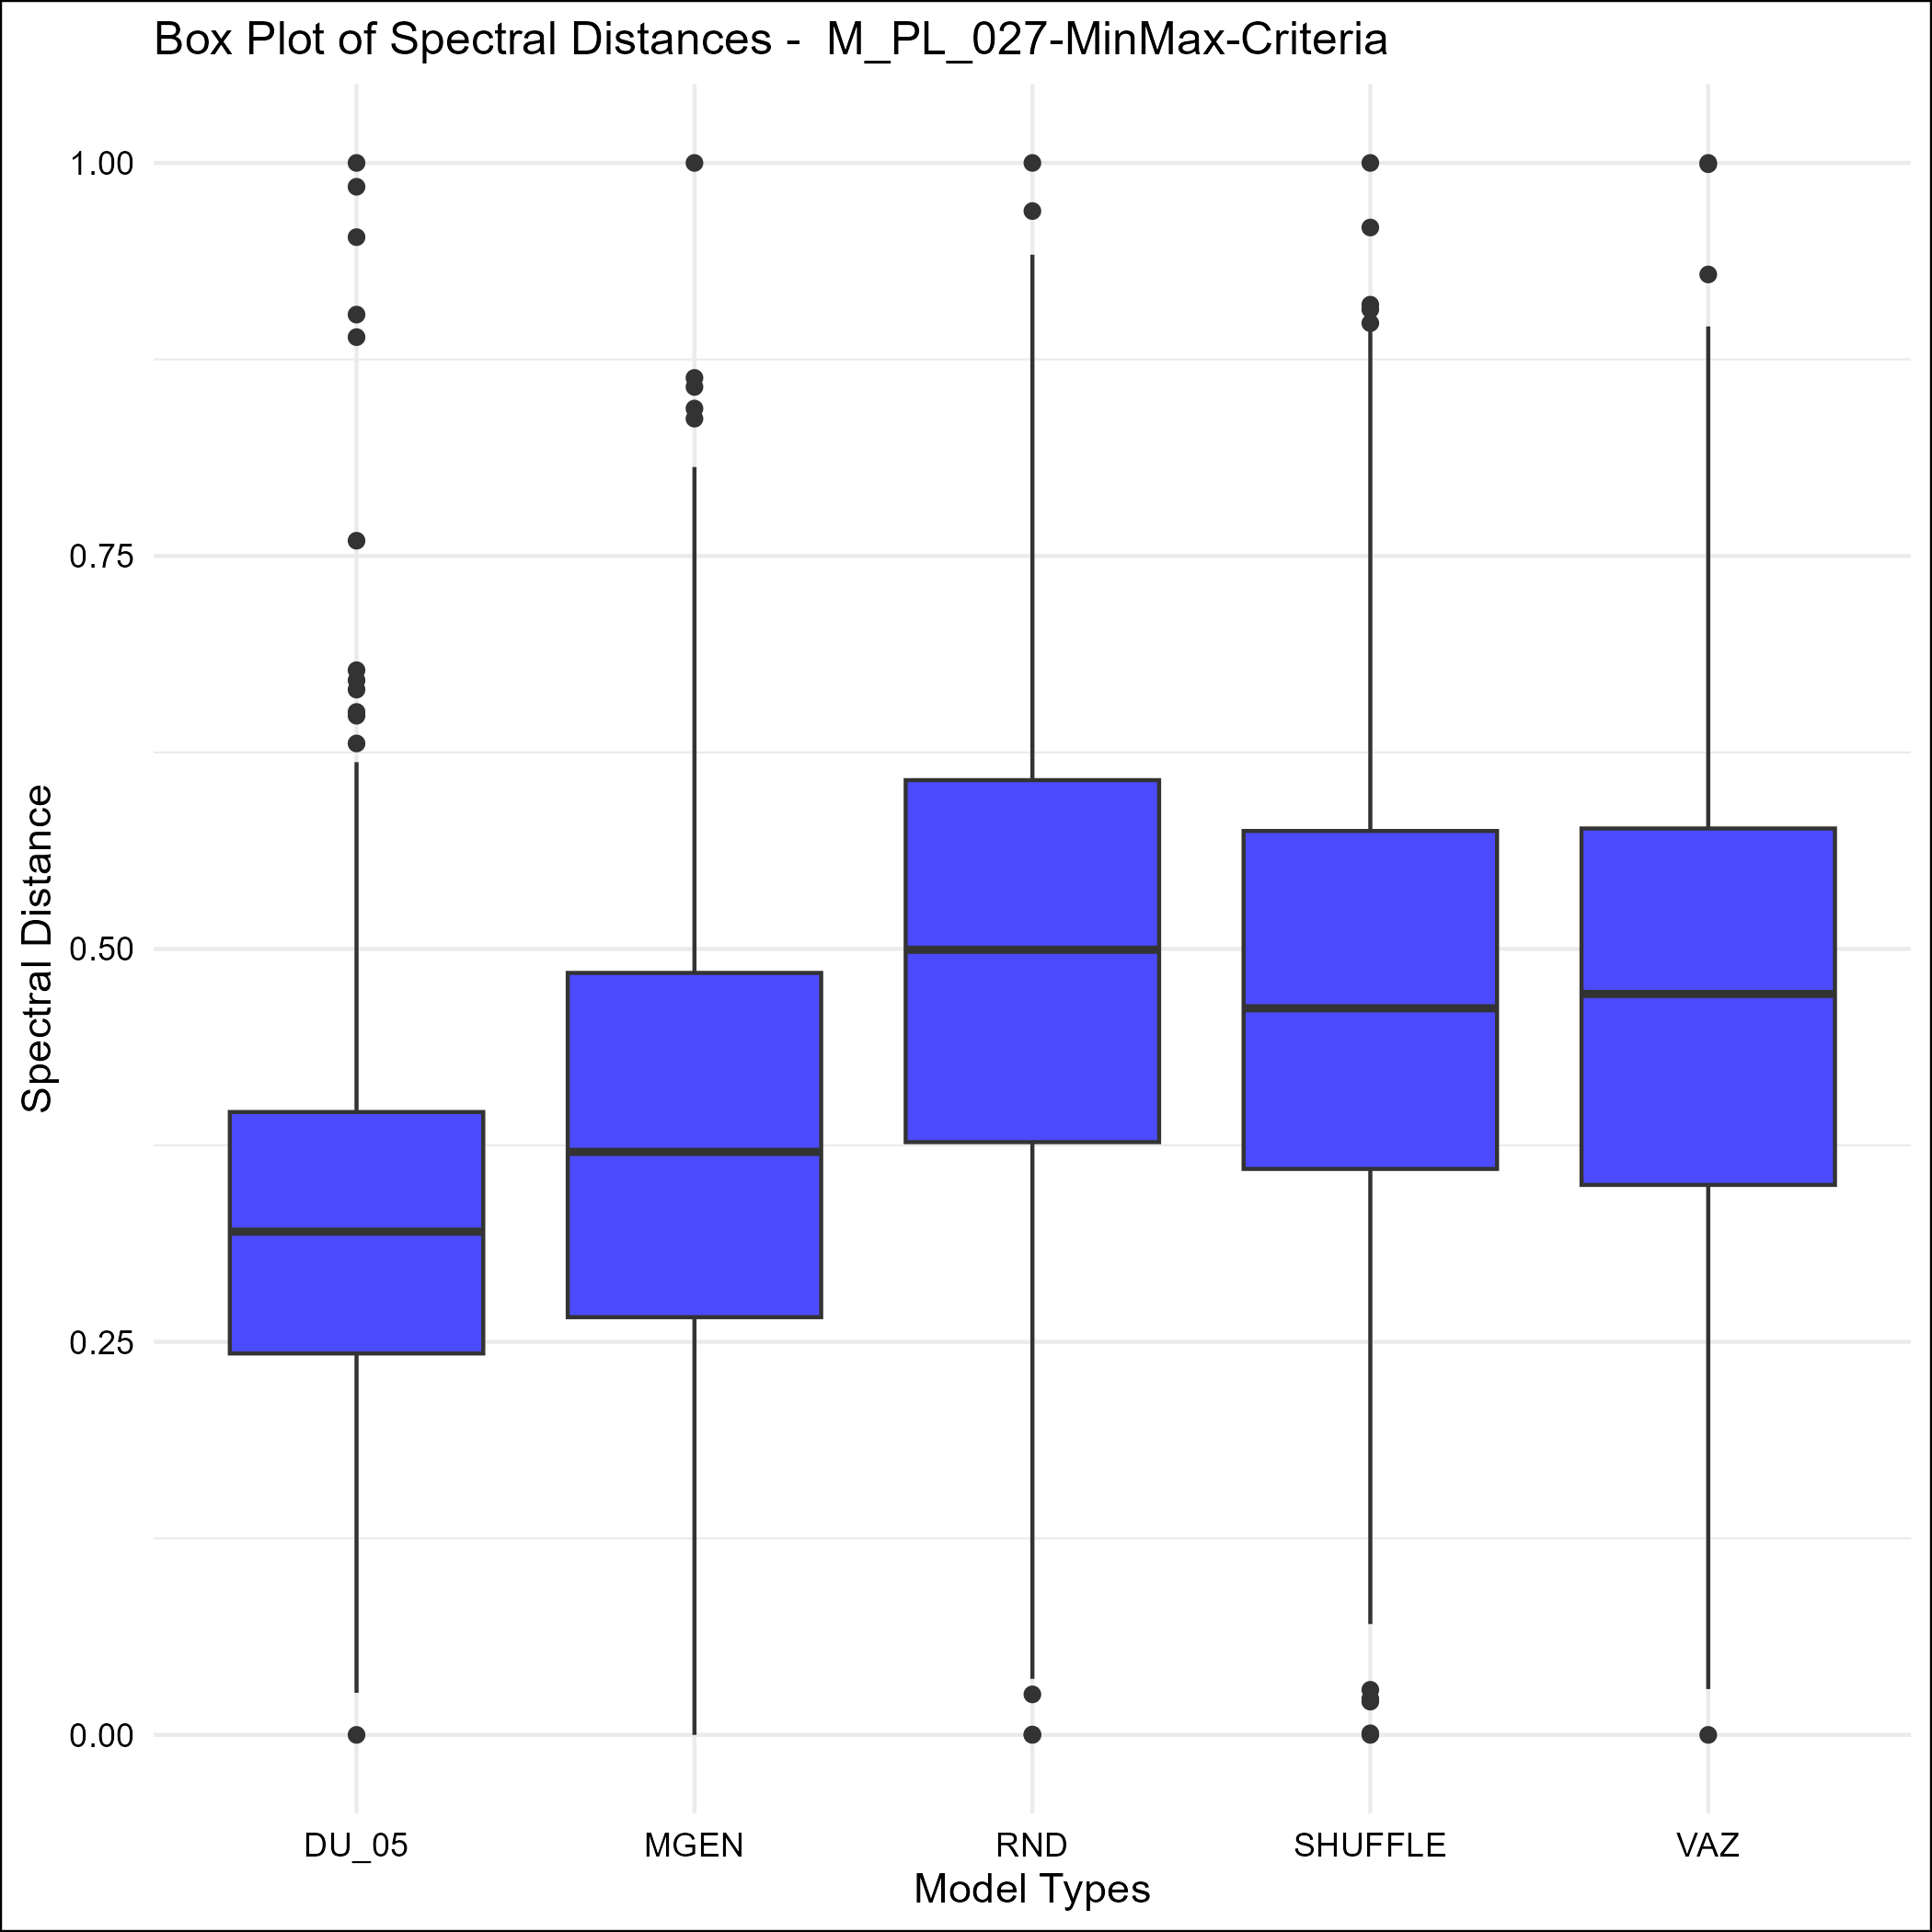 Box Plot of Spectral Distances -  M_PL_027-MinMax-Criteria
1.00
0.75
0.50
0.25
0.00
Spectral Distance
DU_05 MGEN RND SHUFFLE VAZ
Model Types